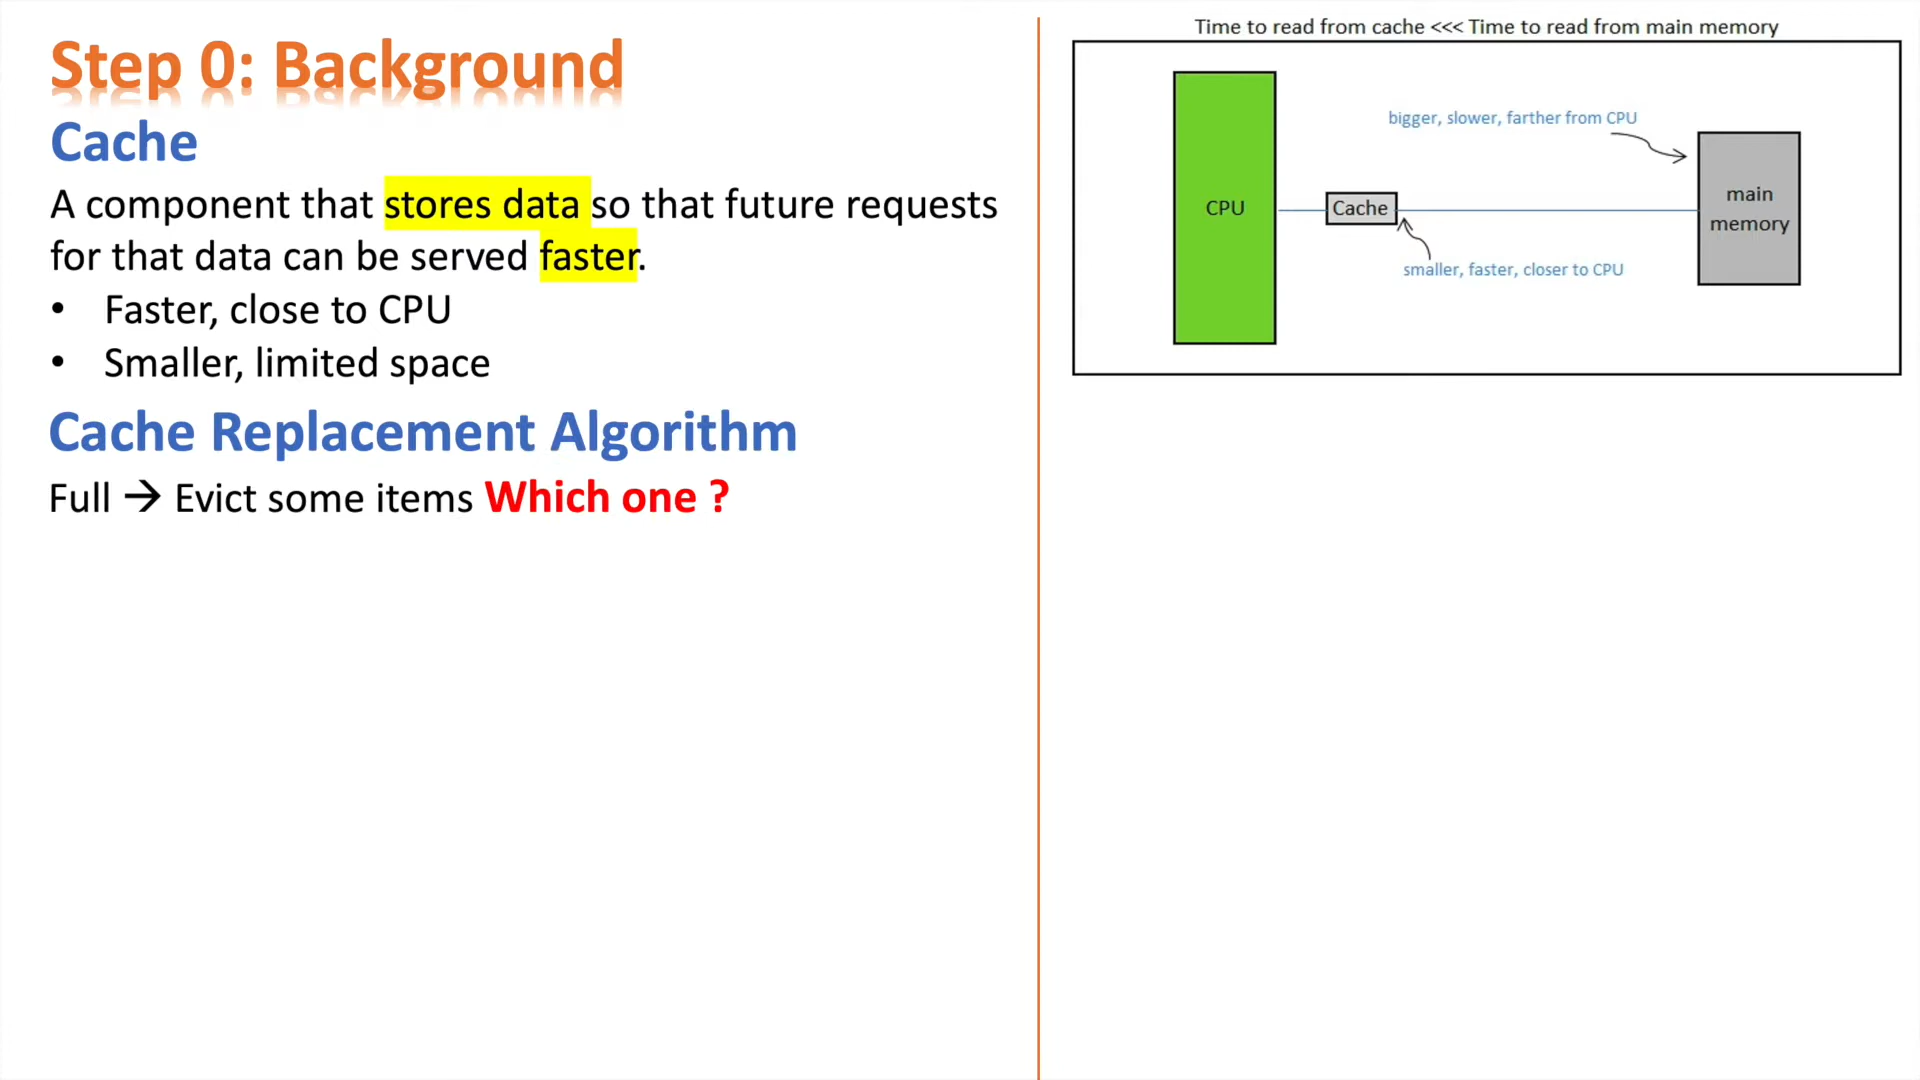 Step 0: Background
Cache
A component that stores data so that future requests
for that data can be served faster.
• Faster, close to CPU
• Smaller, limited space
Cache Replacement Algorithm
Full → Evict some items Which one ?
Time to read from cache <<< Time to read from main memory
bigger, slower, farther from CPU
CPU
Cache
main
memory
smaller, faster, closer to CPU